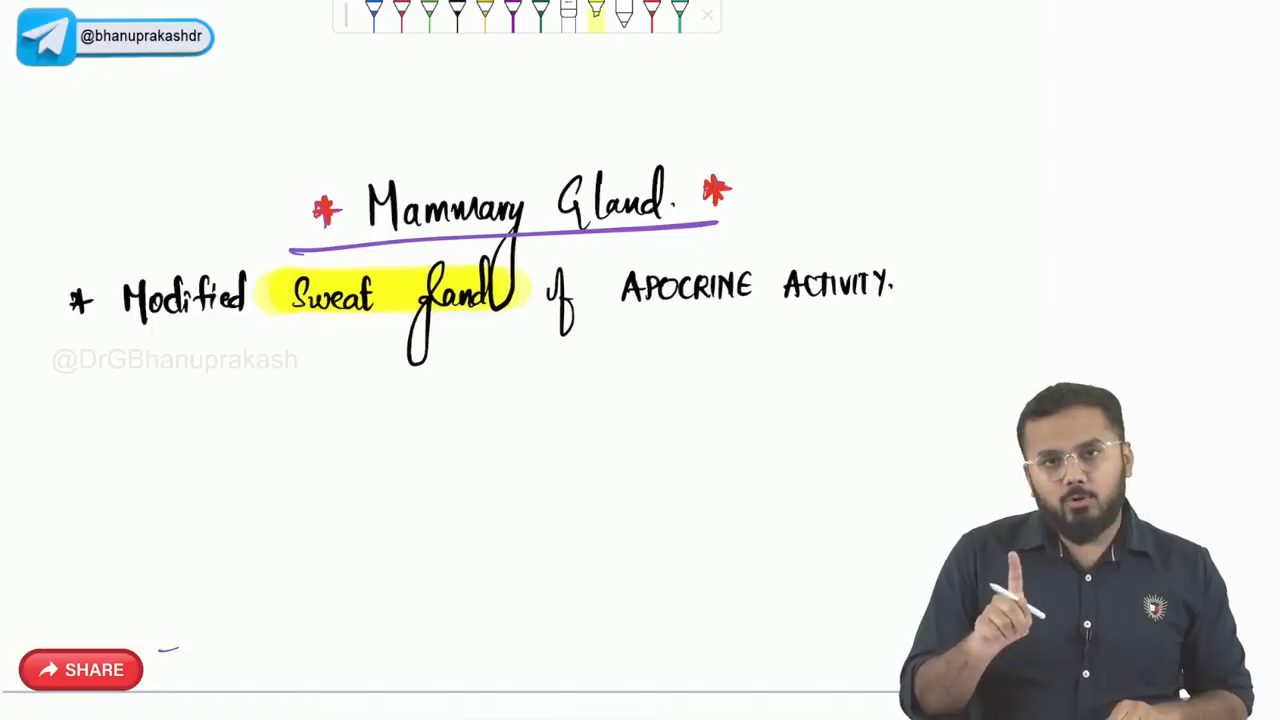 @bhanuprakashdr
* Mammary Gland. *
* Modified Sweat gland of APOCRINE ACTIVITY.
@DrGBhanuprakash
SHARE